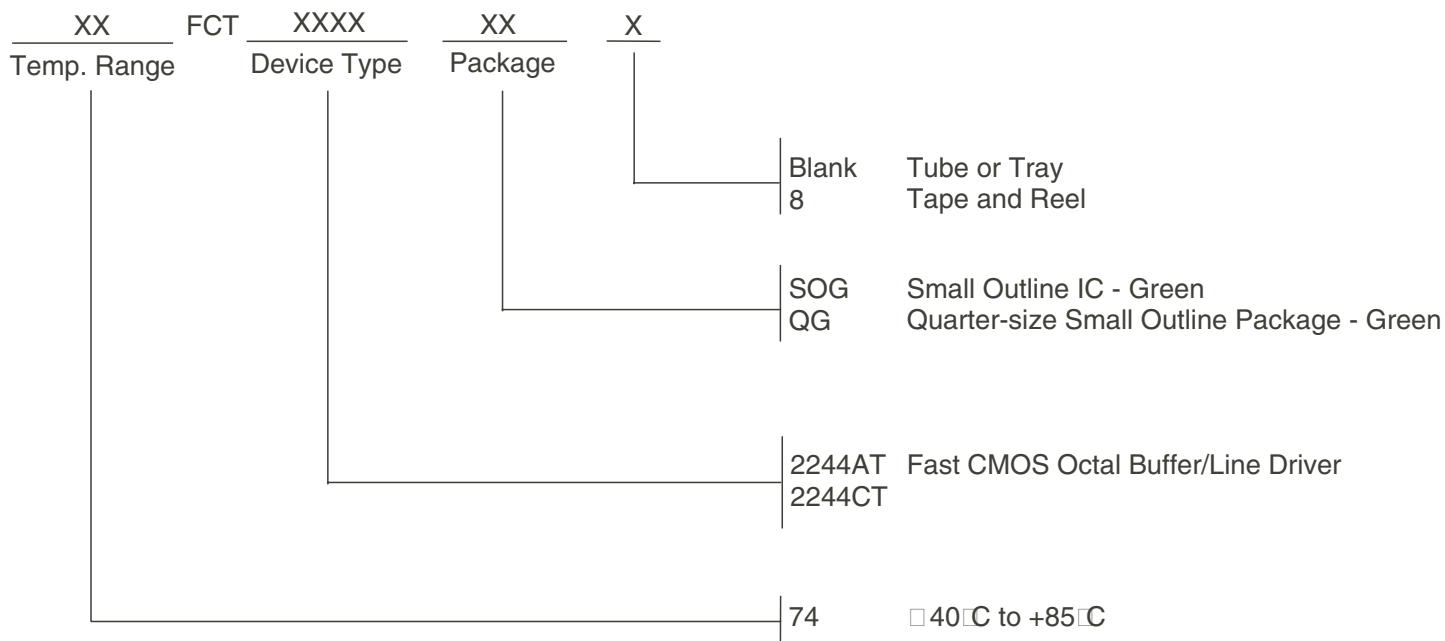 XX FCT XXXX XX X
Temp. Range Device Type Package
Blank Tube or Tray
8 Tape and Reel
SOG Small Outline IC - Green
QG Quarter-size Small Outline Package - Green
2244AT Fast CMOS Octal Buffer/Line Driver
2244CT
74 □40□C to +85□C